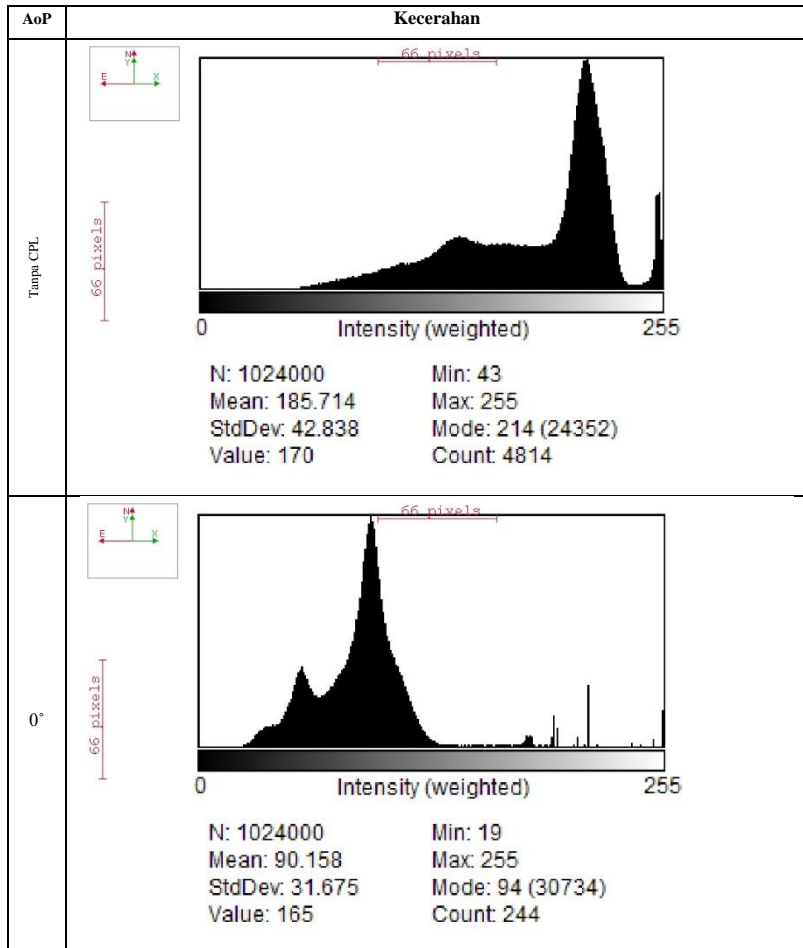 AoP Kecerahan
Tanpa CPL
N
Y
E X
66 pixels
66 pixels
0 255
Intensity (weighted)
N: 1024000 Min: 43
Mean: 185.714 Max: 255
StdDev: 42.838 Mode: 214 (24352)
Value: 170 Count: 4814
0°
N
Y
E X
66 pixels
66 pixels
0 255
Intensity (weighted)
N: 1024000 Min: 19
Mean: 90.158 Max: 255
StdDev: 31.675 Mode: 94 (30734)
Value: 165 Count: 244